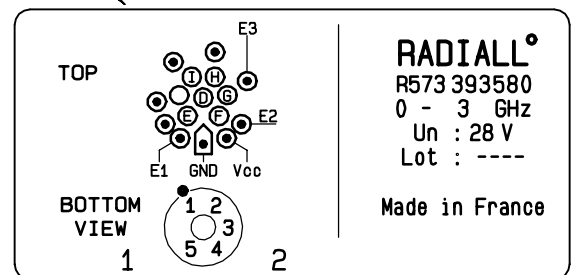 E3
TOP
I H
D G
E F
E2
E1 GND Vcc
BOTTOM
VIEW
1 2
3
5 4
1 2
RADIALL°
R573 393580
0 - 3 GHz
Un : 28 V
Lot : ----
Made in France